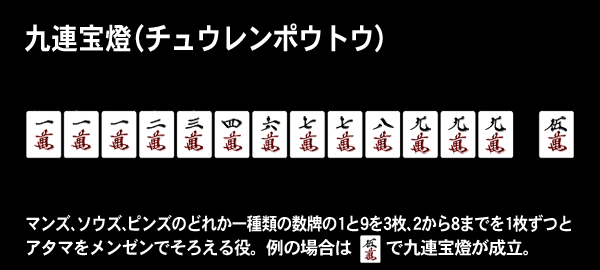 九連宝燈(チュウレンポウトウ)
一萬 一萬 一萬 二萬 三萬 四萬 六萬 七萬 七萬 八萬 九萬 九萬 九萬 伍萬
マンズ、ソウズ、ピンズのどれか一種類の数牌の1と9を3枚、2から8までを1枚ずつと
アタマをメンゼンでそろえる役。例の場合は 伍萬 で九連宝燈が成立。